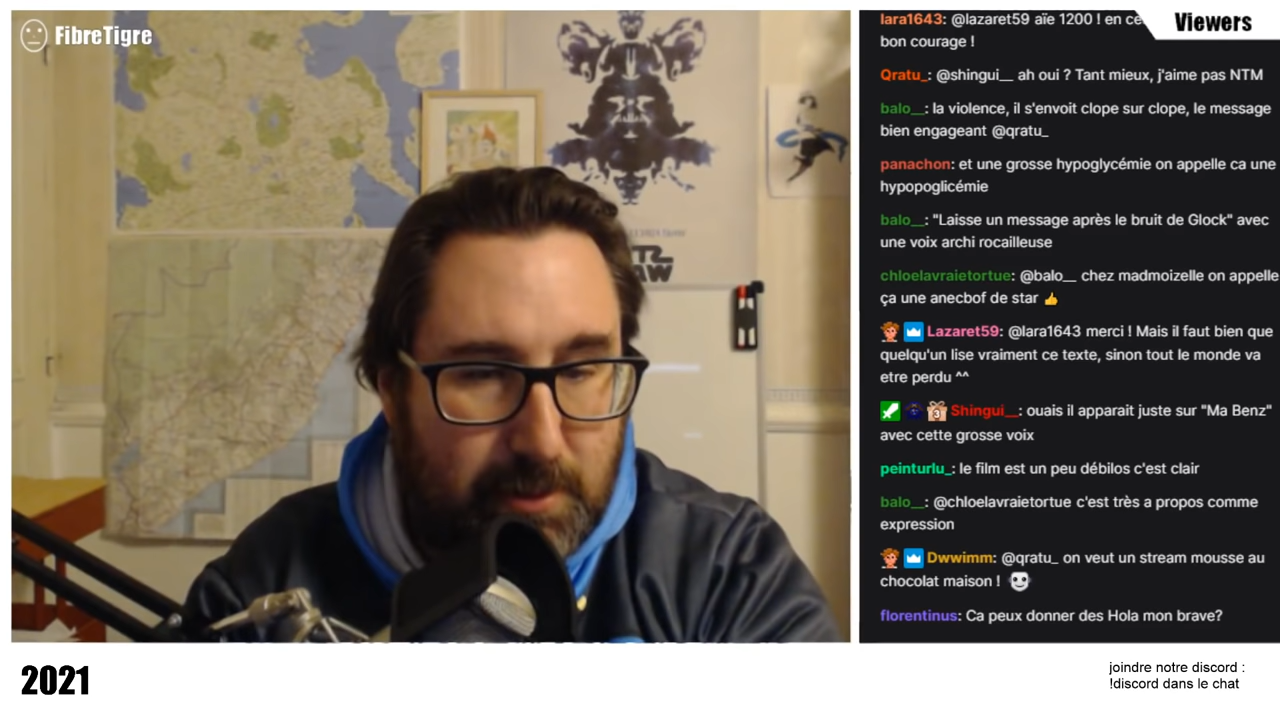 FibreTigre
Viewers
lara1643: @lazaret59 aïe 1200 ! en ce
bon courage !
Qratu_: @shingui__ ah oui ? Tant mieux, j'aime pas NTM
balo__: la violence, il s'envoit clope sur clope, le message
bien engageant @qratu_
panachon: et une grosse hypoglycémie on appelle ca une
hypopoglicémie
balo__: "Laisse un message après le bruit de Glock" avec
une voix archi rocailleuse
chloelavraietortue: @balo__ chez madmoizelle on appelle
ça une anecbof de star 👍
Lazaret59: @lara1643 merci ! Mais il faut bien que
quelqu'un lise vraiment ce texte, sinon tout le monde va
etre perdu ^^
3 Shingui__: ouais il apparait juste sur "Ma Benz"
avec cette grosse voix
peinturlu_: le film est un peu débilos c'est clair
balo__: @chloelavraietortue c'est très a propos comme
expression
Dwwimm: @qratu_ on veut un stream mousse au
chocolat maison !
florentinus: Ca peux donner des Hola mon brave?
2021
joindre notre discord :
!discord dans le chat